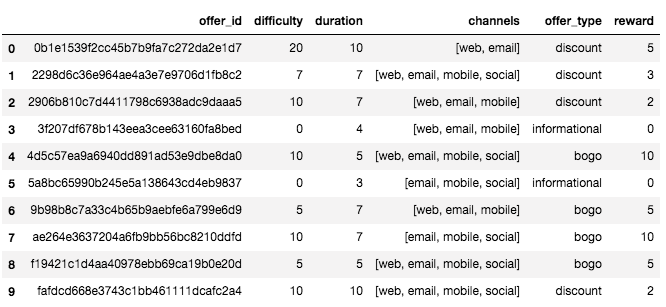 offer_id difficulty duration channels offer_type reward
0 0b1e1539f2cc45b7b9fa7c272da2e1d7 20 10 [web, email] discount 5
1 2298d6c36e964ae4a3e7e9706d1fb8c2 7 7 [web, email, mobile, social] discount 3
2 2906b810c7d4411798c6938adc9daaa5 10 7 [web, email, mobile] discount 2
3 3f207df678b143eea3cee63160fa8bed 0 4 [web, email, mobile] informational 0
4 4d5c57ea9a6940dd891ad53e9dbe8da0 10 5 [web, email, mobile, social] bogo 10
5 5a8bc65990b245e5a138643cd4eb9837 0 3 [email, mobile, social] informational 0
6 9b98b8c7a33c4b65b9aebfe6a799e6d9 5 7 [web, email, mobile] bogo 5
7 ae264e3637204a6fb9bb56bc8210ddfd 10 7 [email, mobile, social] bogo 10
8 f19421c1d4aa40978ebb69ca19b0e20d 5 5 [web, email, mobile, social] bogo 5
9 fafdcd668e3743c1bb461111dcafc2a4 10 10 [web, email, mobile, social] discount 2